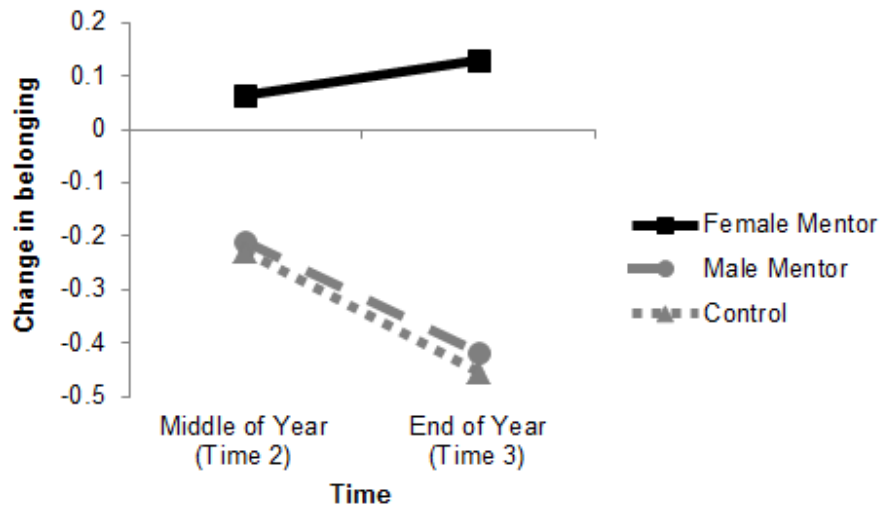 Change in belonging
0.2
0.1
0
-0.1
-0.2
-0.3
-0.4
-0.5
Middle of Year
(Time 2)
End of Year
(Time 3)
Time
Female Mentor
Male Mentor
Control